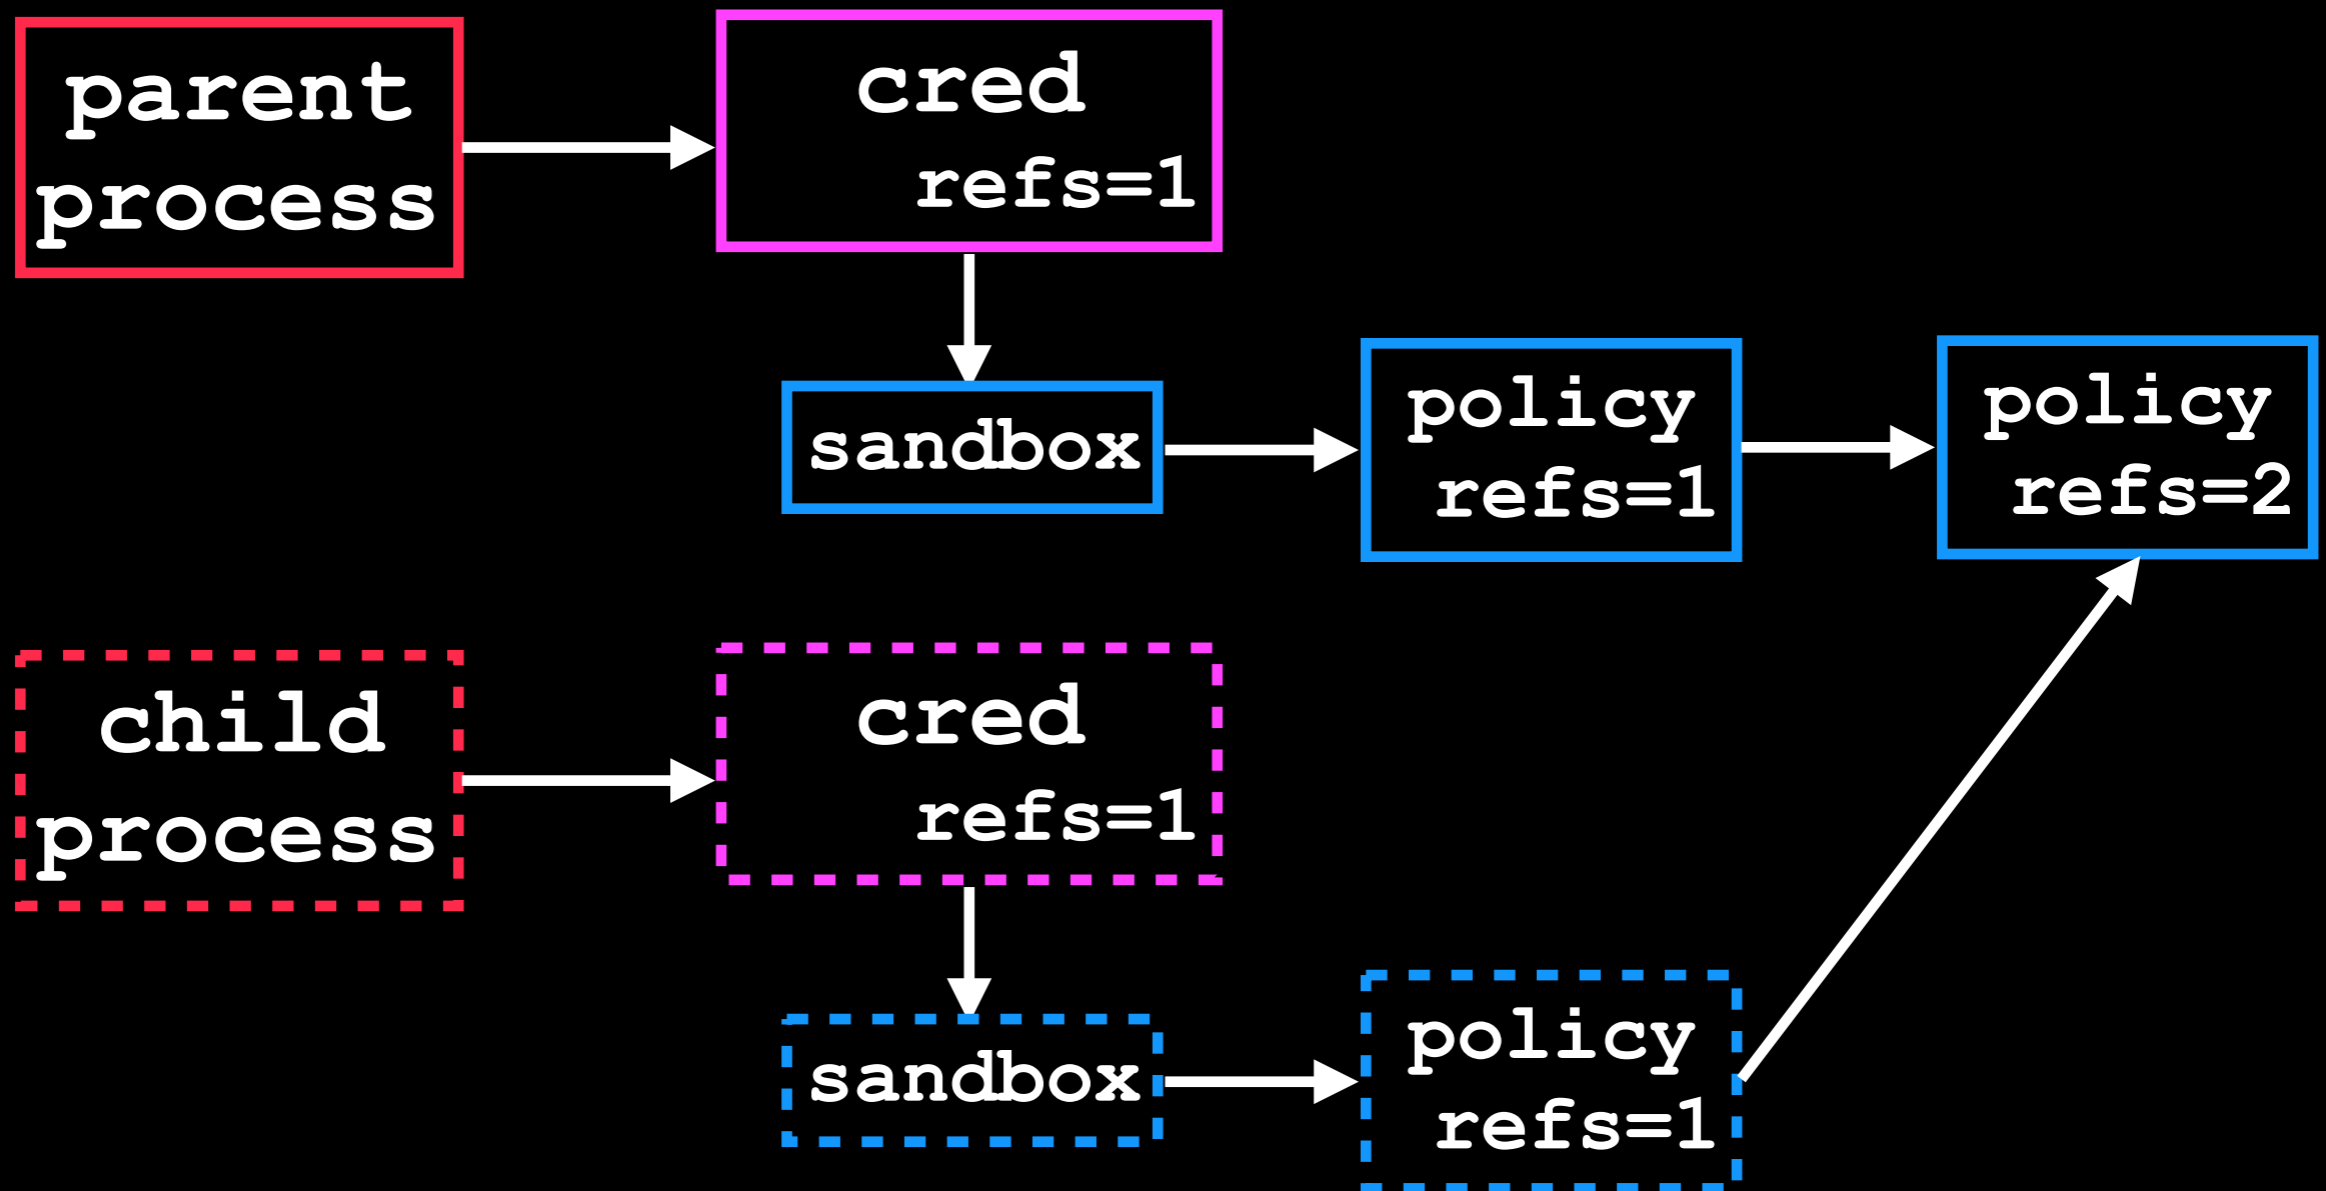 parent
process
cred
refs=1
sandbox
policy
refs=1
policy
refs=2
child
process
cred
refs=1
sandbox
policy
refs=1